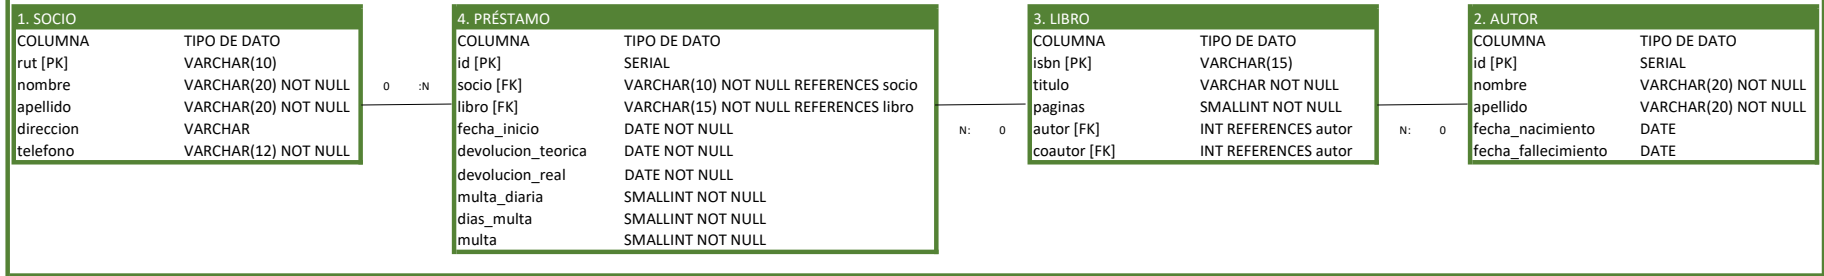 1. SOCIO
COLUMNA TIPO DE DATO
rut [PK] VARCHAR(10)
nombre VARCHAR(20) NOT NULL
apellido VARCHAR(20) NOT NULL
direccion VARCHAR
telefono VARCHAR(12) NOT NULL
0 :N
4. PRÉSTAMO
COLUMNA TIPO DE DATO
id [PK] SERIAL
socio [FK] VARCHAR(10) NOT NULL REFERENCES socio
libro [FK] VARCHAR(15) NOT NULL REFERENCES libro
fecha_inicio DATE NOT NULL
devolucion_teorica DATE NOT NULL
devolucion_real DATE NOT NULL
multa_diaria SMALLINT NOT NULL
dias_multa SMALLINT NOT NULL
multa SMALLINT NOT NULL
N: 0
3. LIBRO
COLUMNA TIPO DE DATO
isbn [PK] VARCHAR(15)
titulo VARCHAR NOT NULL
paginas SMALLINT NOT NULL
autor [FK] INT REFERENCES autor
coautor [FK] INT REFERENCES autor
N: 0
2. AUTOR
COLUMNA TIPO DE DATO
id [PK] SERIAL
nombre VARCHAR(20) NOT NULL
apellido VARCHAR(20) NOT NULL
fecha_nacimiento DATE
fecha_fallecimiento DATE